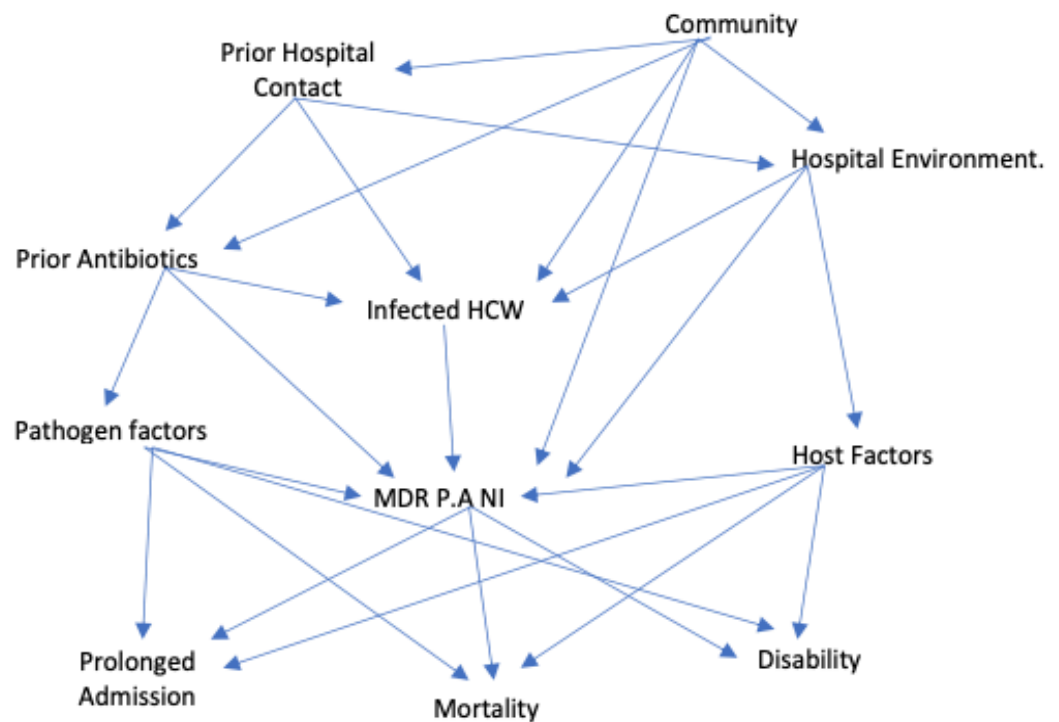 Community
Prior Hospital
Contact
Hospital Environment.
Prior Antibiotics
Infected HCW
Pathogen factors
Host Factors
MDR P.A NI
Prolonged
Admission
Disability
Mortality